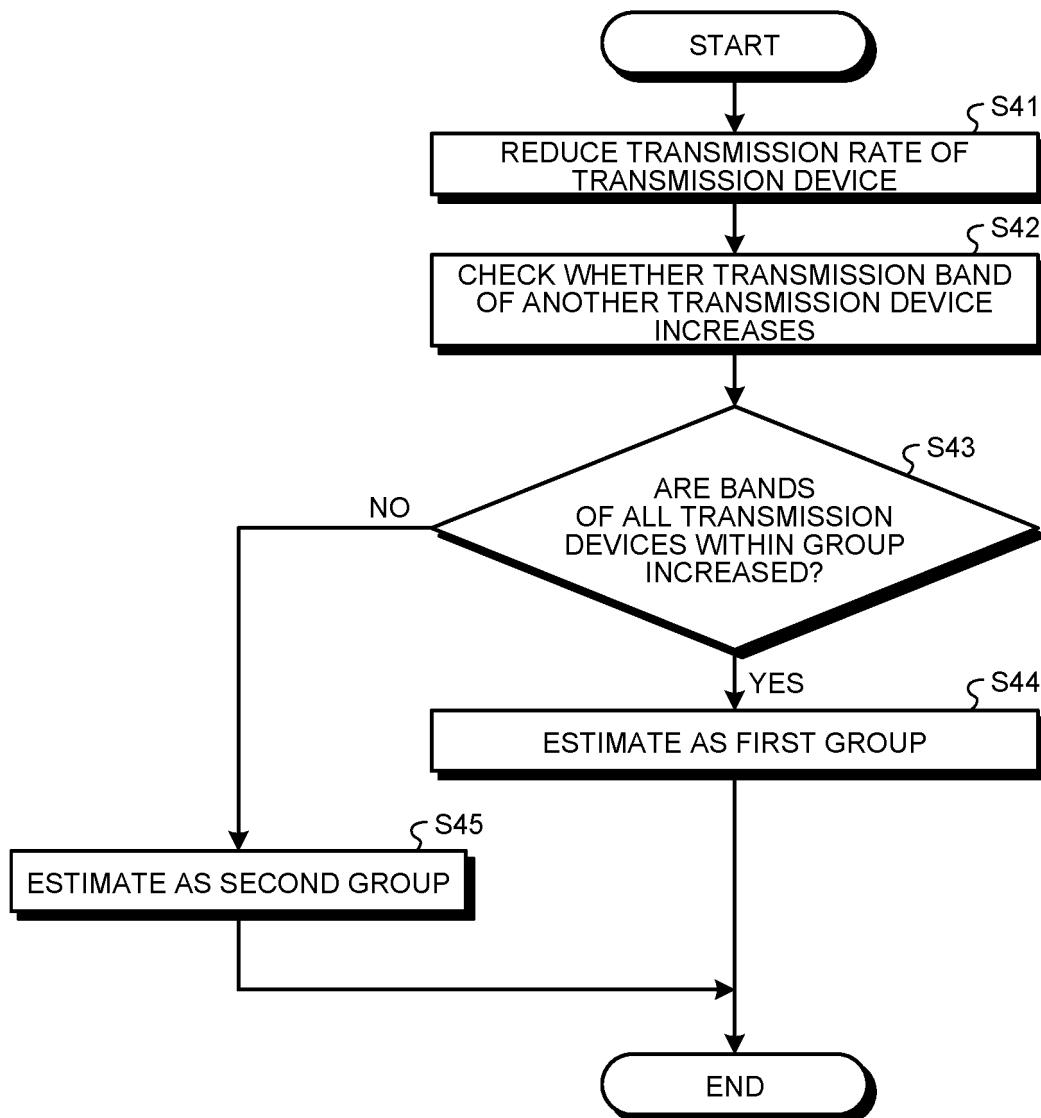 START
S41
REDUCE TRANSMISSION RATE OF
TRANSMISSION DEVICE
S42
CHECK WHETHER TRANSMISSION BAND
OF ANOTHER TRANSMISSION DEVICE
INCREASES
S43
ARE BANDS
OF ALL TRANSMISSION
DEVICES WITHIN GROUP
INCREASED?
NO
YES
S44
ESTIMATE AS FIRST GROUP
S45
ESTIMATE AS SECOND GROUP
END